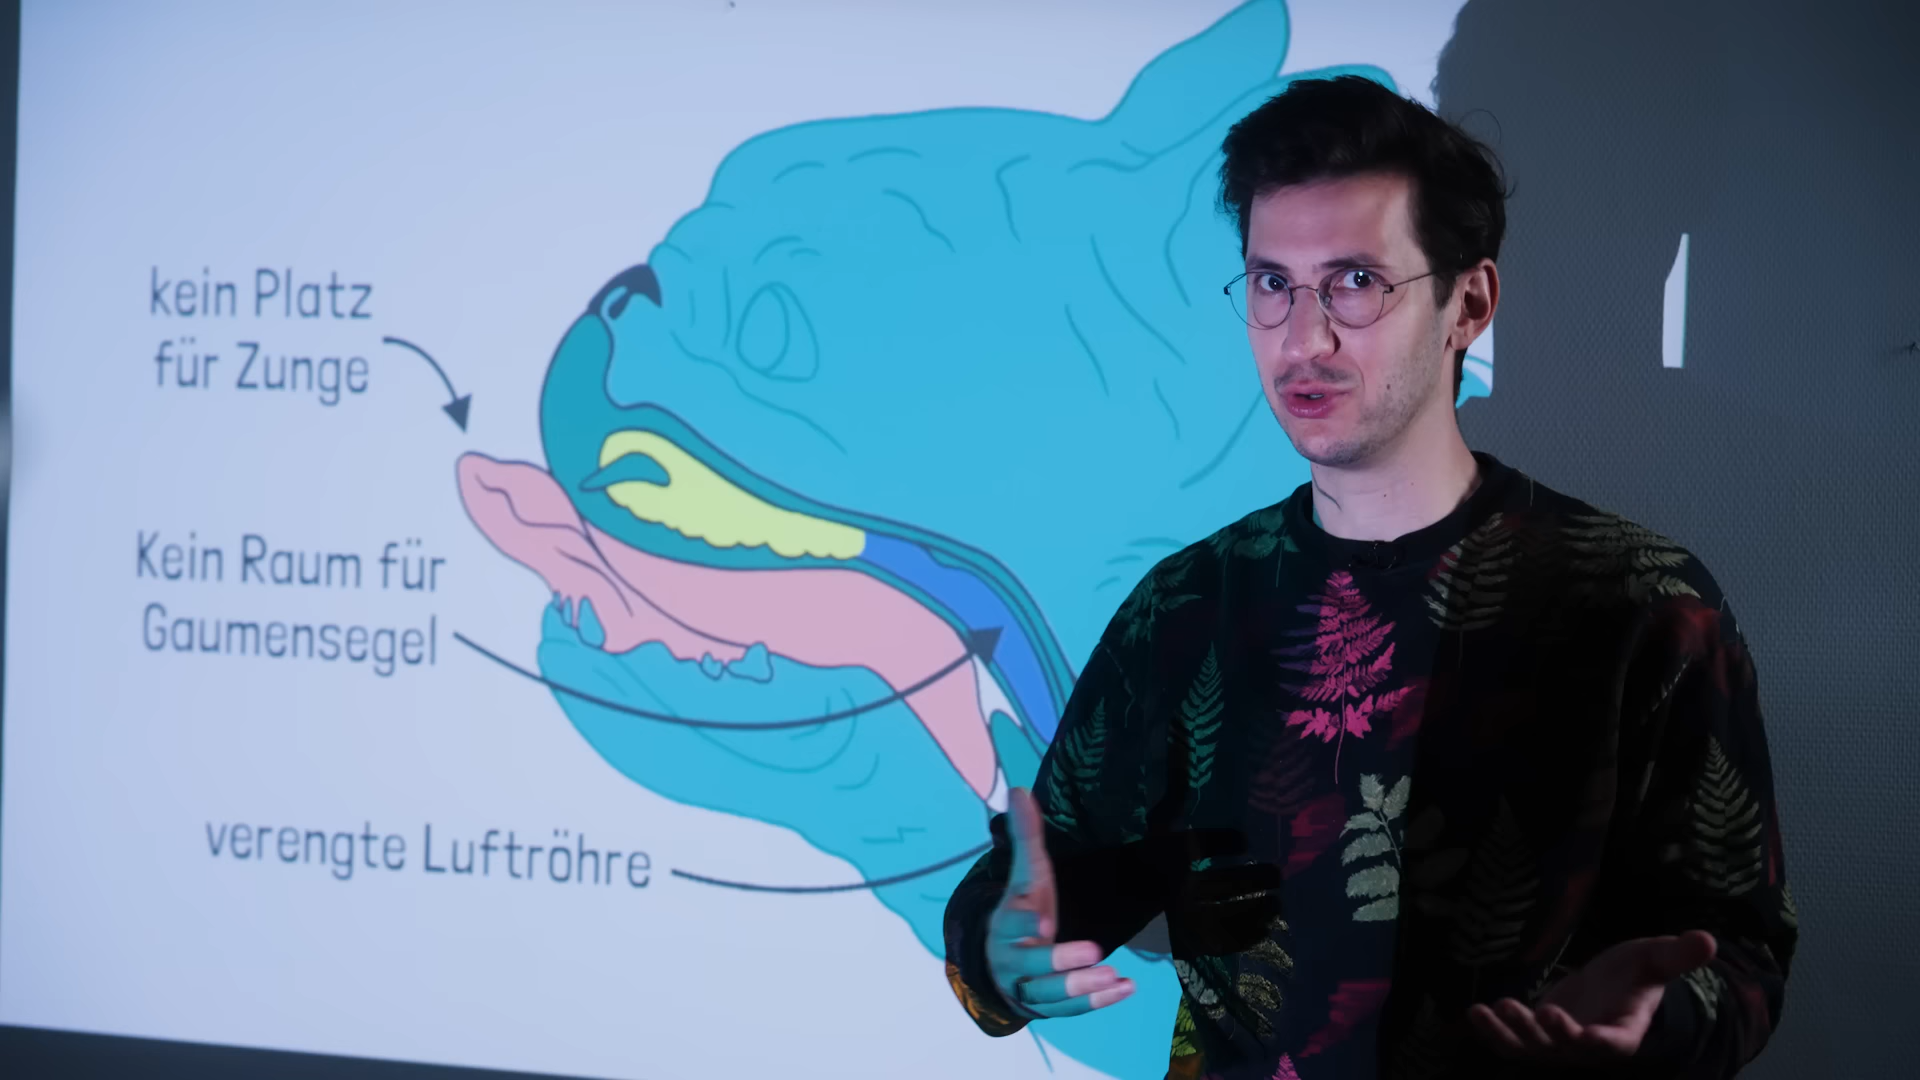 kein Platz
für Zunge
Kein Raum für
Gaumensegel
verengte Luftröhre